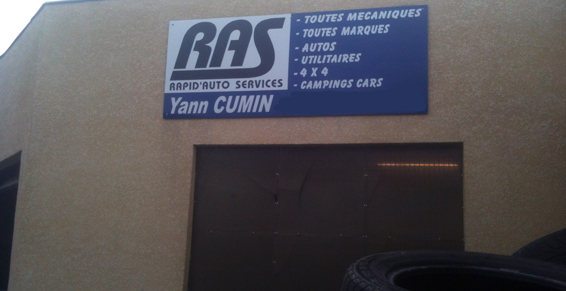 RAS
RAPID'AUTO SERVICES
Yann CUMIN
- TOUTES MECANIQUES
- TOUTES MARQUES
- AUTOS
- UTILITAIRES
- 4 X 4
- CAMPINGS CARS